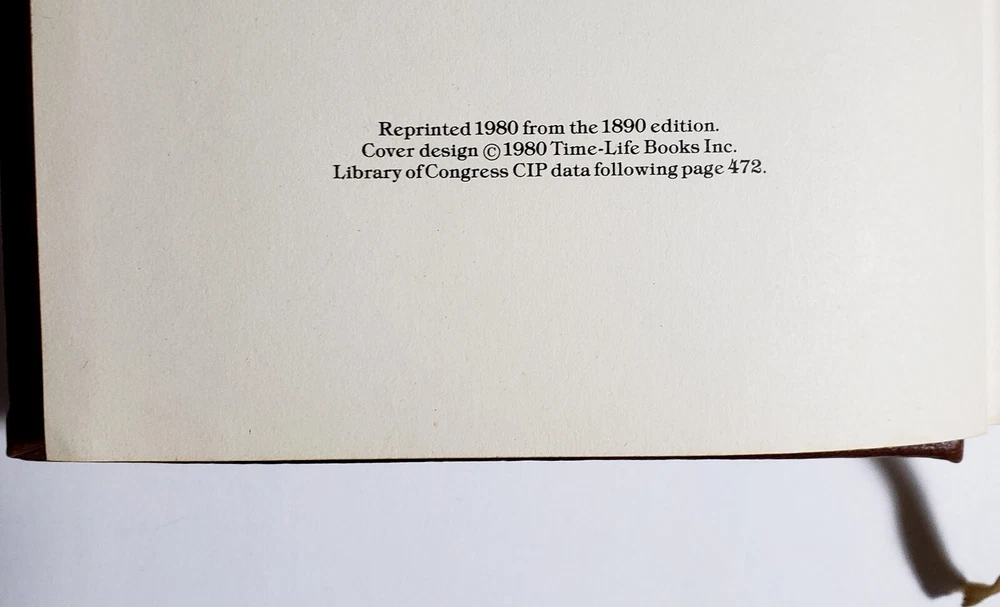 Reprinted 1980 from the 1890 edition.
Cover design © 1980 Time-Life Books Inc.
Library of Congress CIP data following page 472.